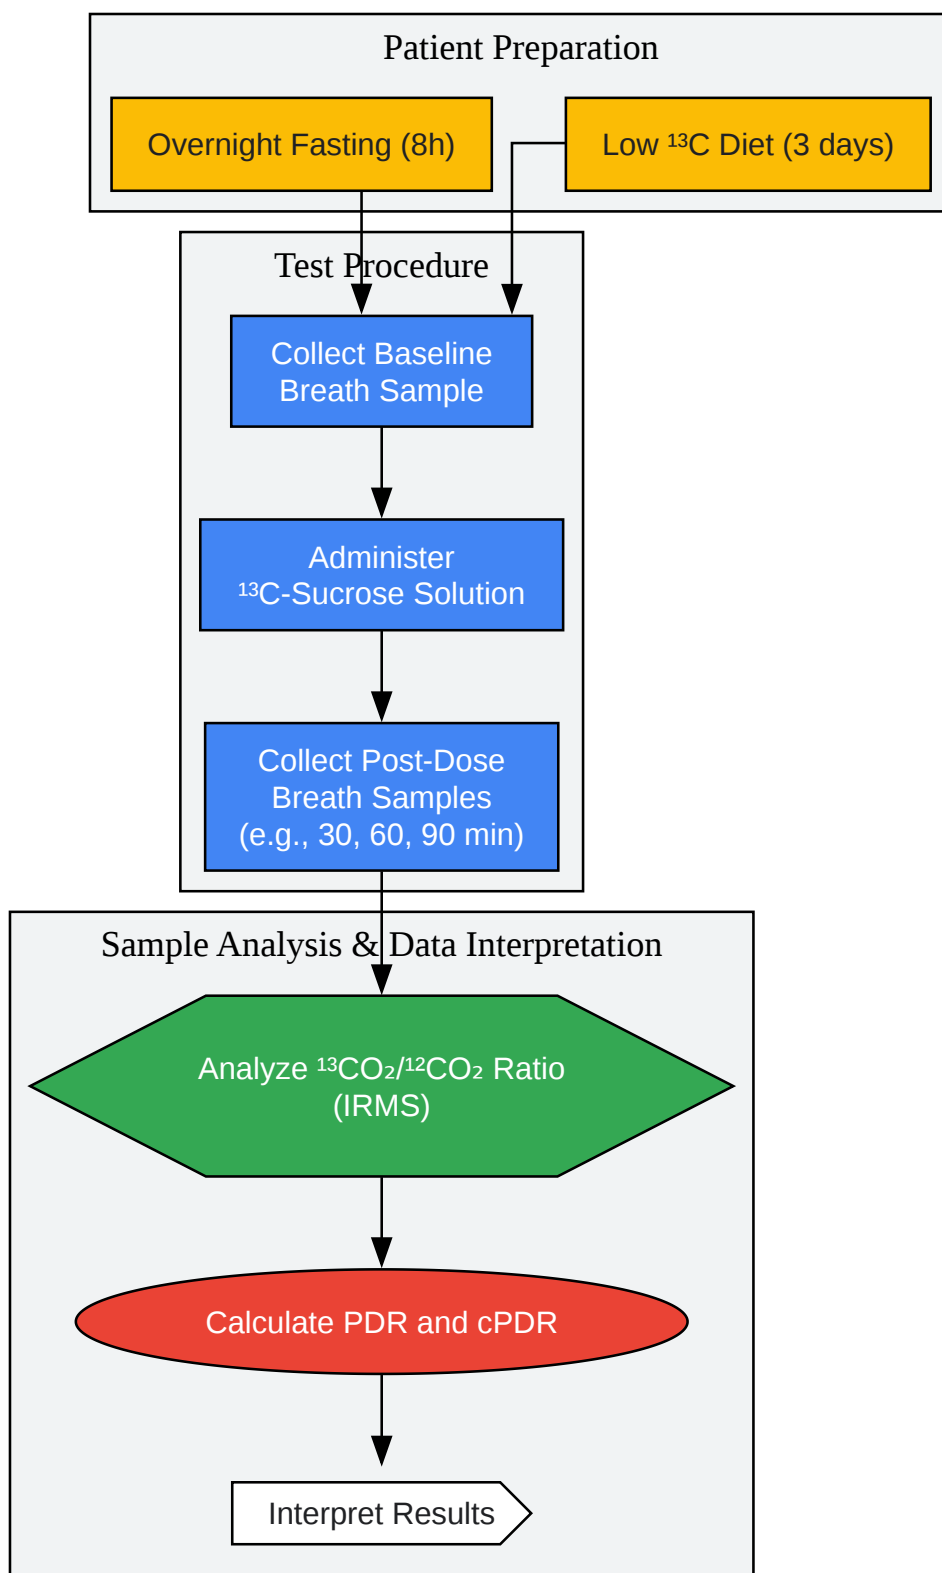 Patient Preparation
Overnight Fasting (8h)
Low ¹³C Diet (3 days)
Test Procedure
Collect Baseline
Breath Sample
Administer
¹³C-Sucrose Solution
Collect Post-Dose
Breath Samples
(e.g., 30, 60, 90 min)
Sample Analysis & Data Interpretation
Analyze ¹³CO₂/¹²CO₂ Ratio
(IRMS)
Calculate PDR and cPDR
Interpret Results